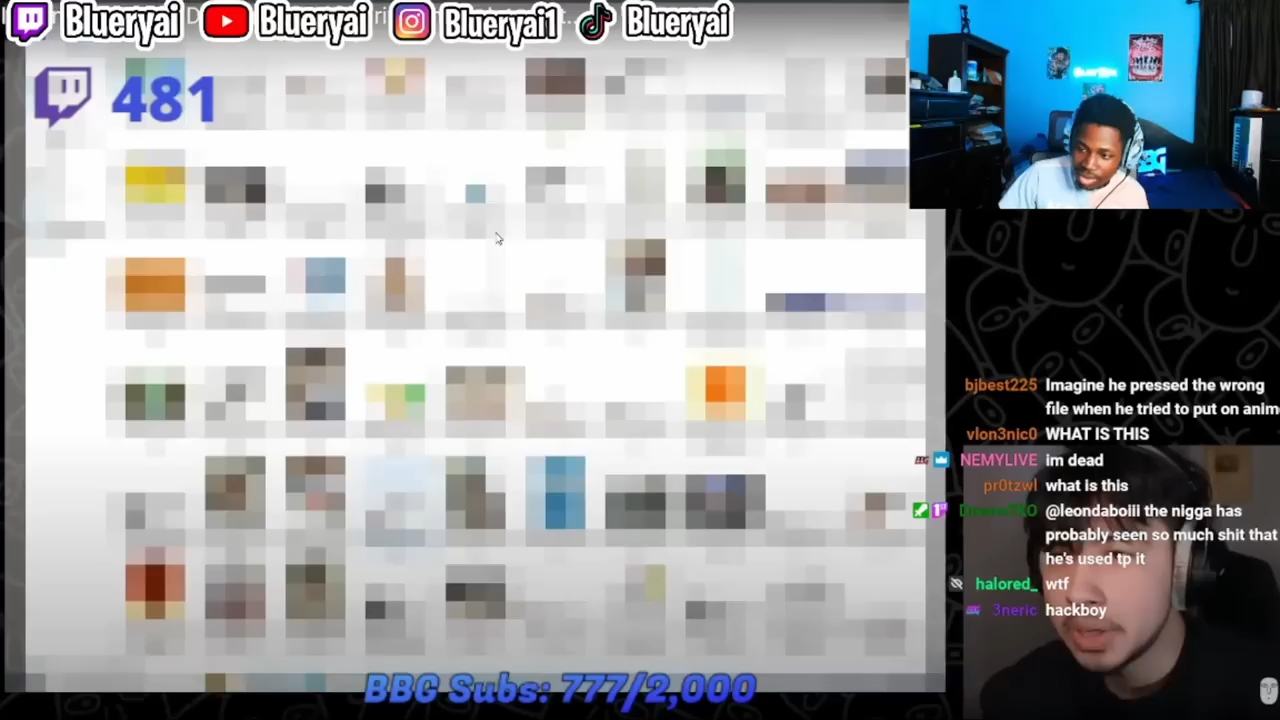 Blueryai Blueryai Blueryai1 Blueryai
481
bjbest225 Imagine he pressed the wrong
file when he tried to put on anim
vlon3nic0 WHAT IS THIS
NEMYLIVE im dead
pr0tzwl what is this
@leondaboiii the nigga has
probably seen so much shit that
he's used tp it
halored_ wtf
3neric hackboy
BBG Subs: 777/2,000